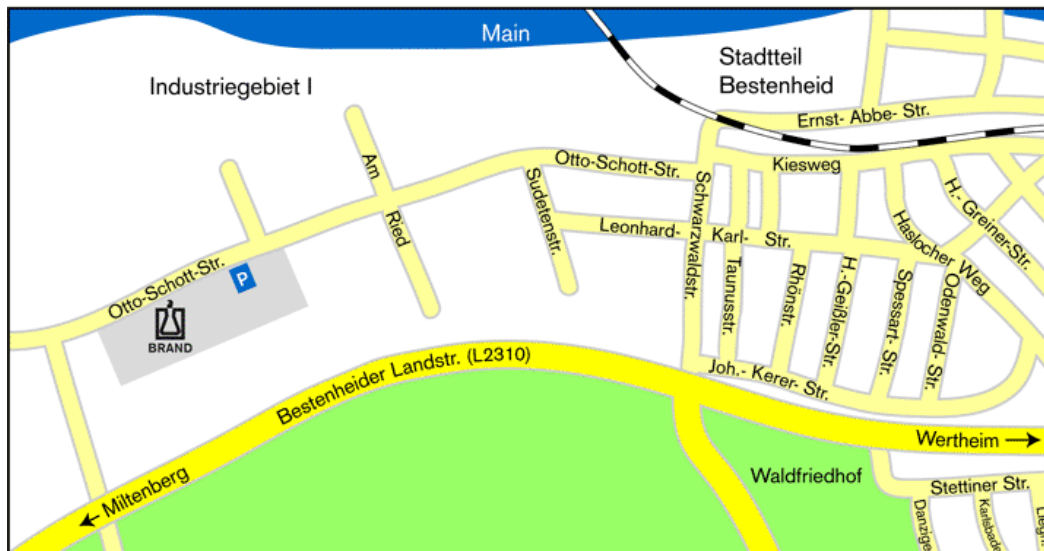 Main
Stadtteil
Bestenheid
Industriegebiet I
Ernst- Abbe- Str.
Am
Ried
Otto-Schott-Str.
Kiesweg
Sudetenstr.
Schwarzwaldstr.
H.- Greiner-Str.
Haslocher Weg
Leonhard- Karl- Str.
Otto-Schott-Str.
P
BRAND
Taunusstr.
Rhönstr.
H.-Geißler-Str.
Spessart- Str.
Odenwald- Str.
Joh.- Kerer- Str.
Bestenheider Landstr. (L2310)
Wertheim →
← Miltenberg
Waldfriedhof
Stettiner Str.